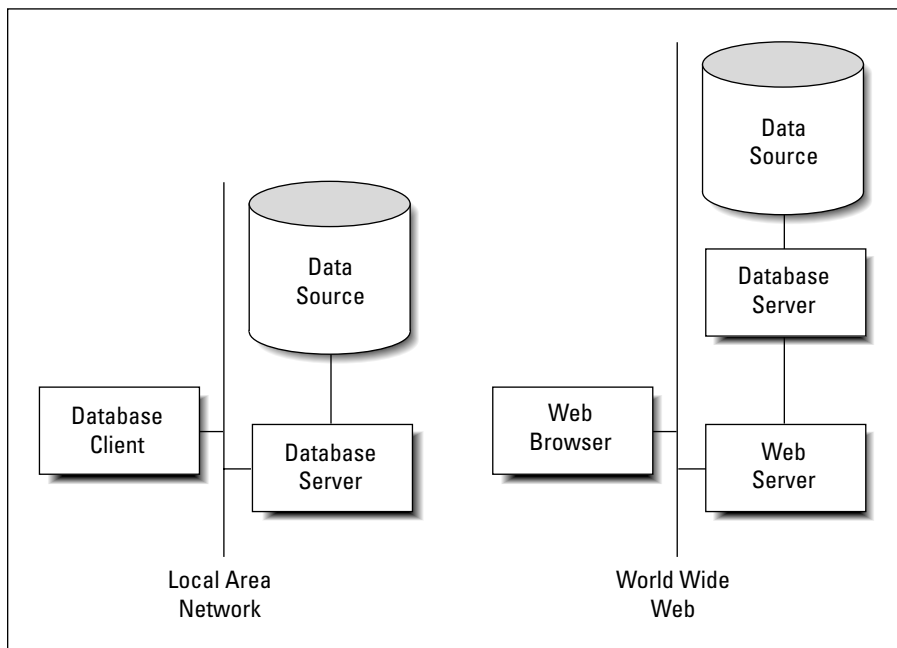 Data
Source
Database
Client
Database
Server
Local Area
Network
Data
Source
Database
Server
Web
Browser
Web
Server
World Wide
Web